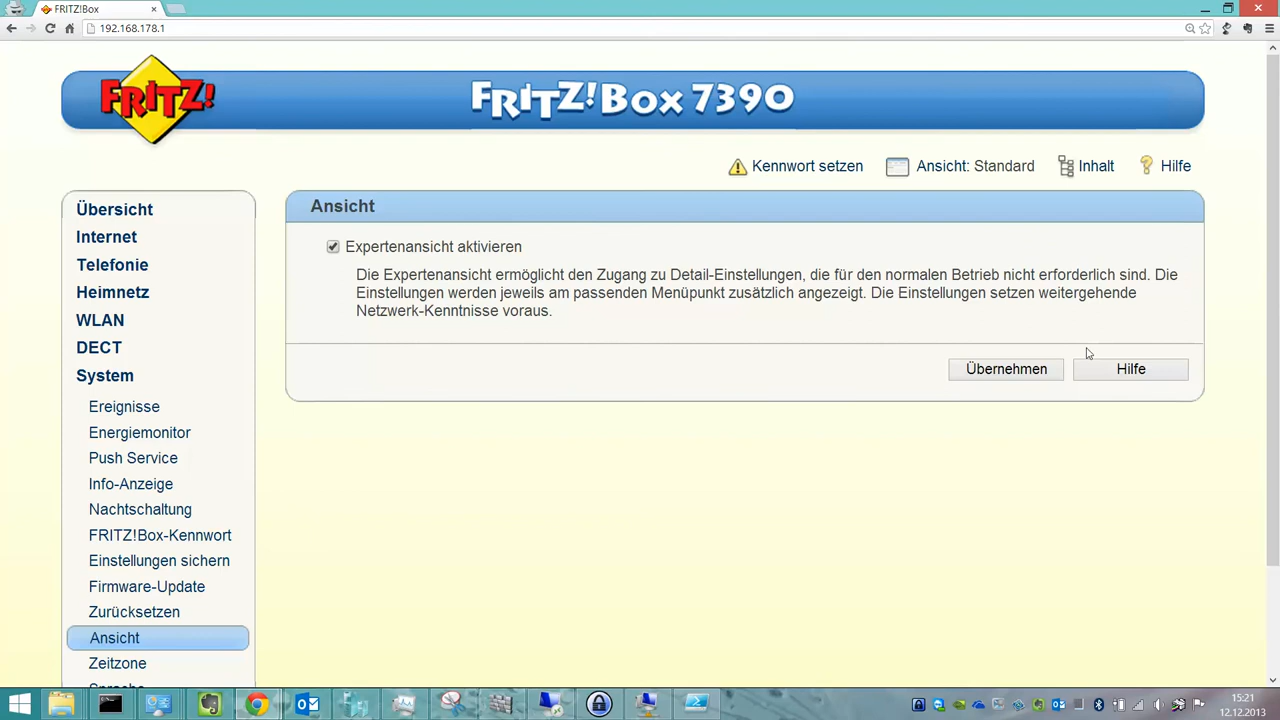 FRITZ!Box
192.168.178.1
FRITZ!
FRITZ!Box 7390
Kennwort setzen
Ansicht: Standard
Inhalt
Hilfe
Übersicht
Internet
Telefonie
Heimnetz
WLAN
DECT
System
Ereignisse
Energiemonitor
Push Service
Info-Anzeige
Nachtschaltung
FRITZ!Box-Kennwort
Einstellungen sichern
Firmware-Update
Zurücksetzen
Ansicht
Zeitzone
Sprache
Ansicht
Expertenansicht aktivieren
Die Expertenansicht ermöglicht den Zugang zu Detail-Einstellungen, die für den normalen Betrieb nicht erforderlich sind. Die
Einstellungen werden jeweils am passenden Menüpunkt zusätzlich angezeigt. Die Einstellungen setzen weitergehende
Netzwerk-Kenntnisse voraus.
Übernehmen
Hilfe
15:21
12.12.2013